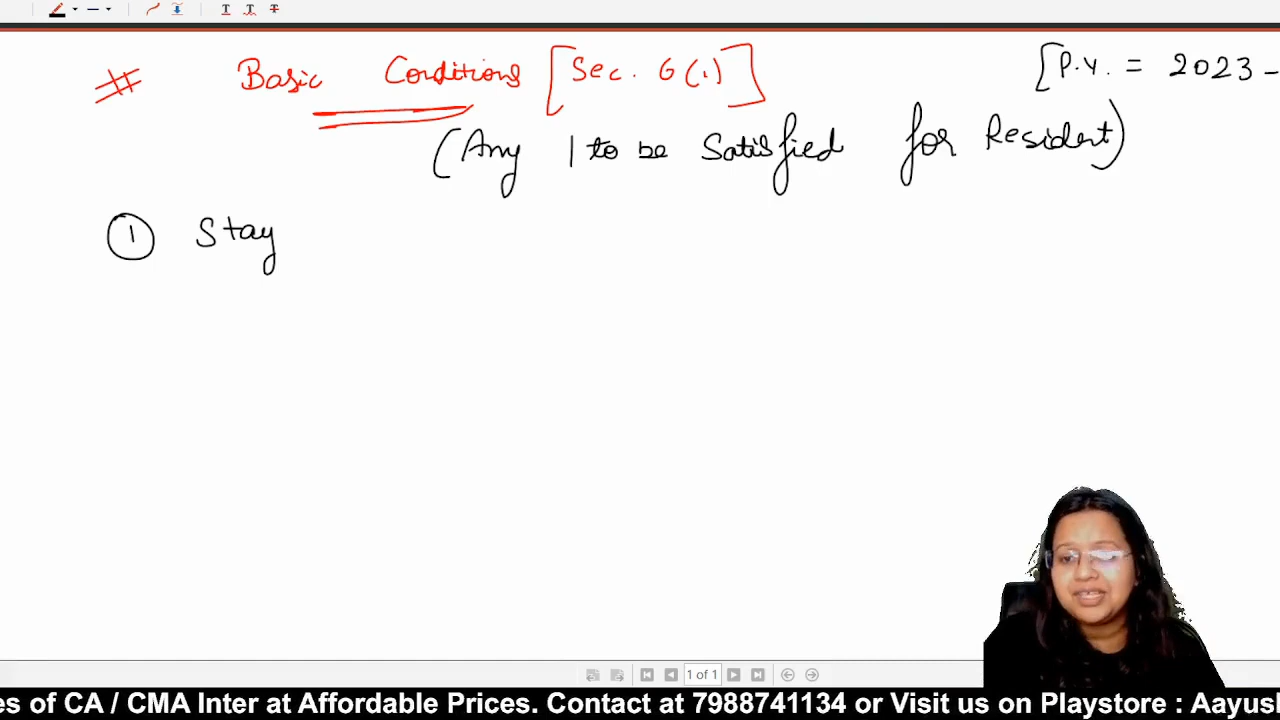 Basic Conditions [Sec. 6(1)]
[P.Y. = 2023 -
(Any 1 to be Satisfied for Resident)
① Stay
1 of 1
es of CA / CMA Inter at Affordable Prices. Contact at 7988741134 or Visit us on Playstore : Aayus